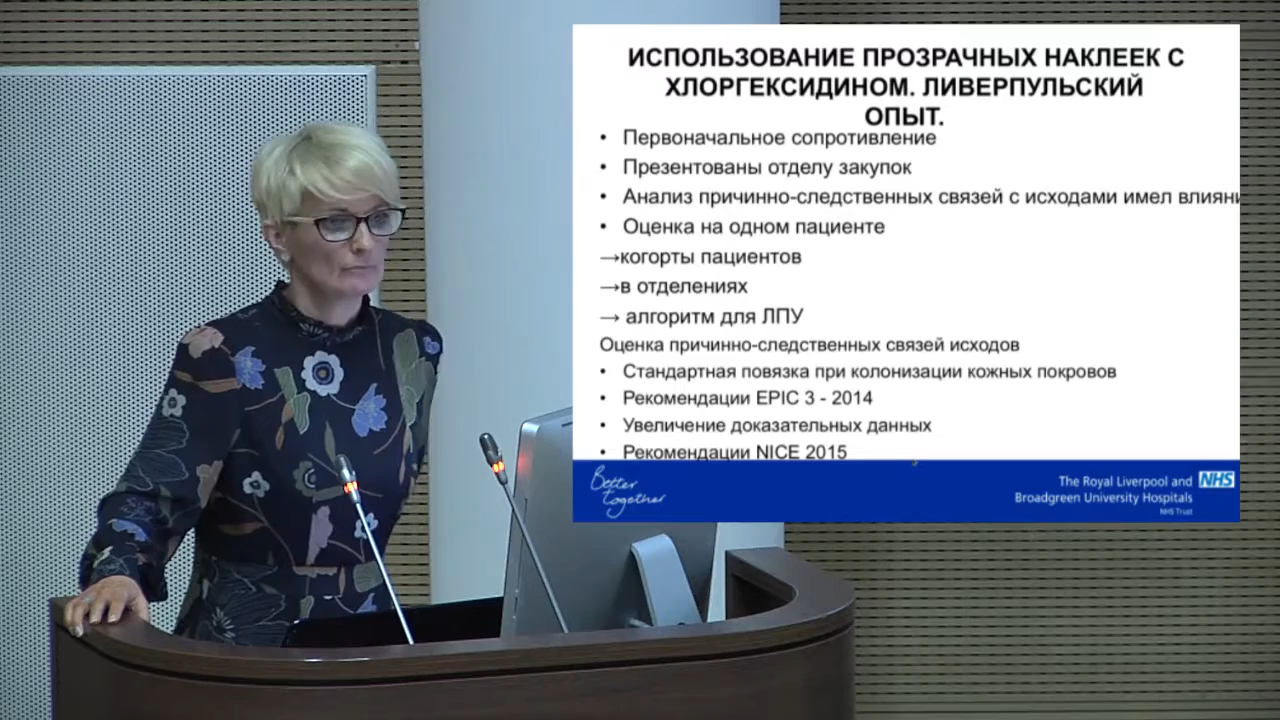 ИСПОЛЬЗОВАНИЕ ПРОЗРАЧНЫХ НАКЛЕЕК С
ХЛОРГЕКСИДИНОМ. ЛИВЕРПУЛЬСКИЙ
ОПЫТ.
• Первоначальное сопротивление
• Презентованы отделу закупок
• Анализ причинно-следственных связей с исходами имел влияни
• Оценка на одном пациенте
→когорты пациентов
→в отделениях
→ алгоритм для ЛПУ
Оценка причинно-следственных связей исходов
• Стандартная повязка при колонизации кожных покровов
• Рекомендации EPIC 3 - 2014
• Увеличение доказательных данных
• Рекомендации NICE 2015
Better
together
The Royal Liverpool and NHS
Broadgreen University Hospitals
NHS Trust